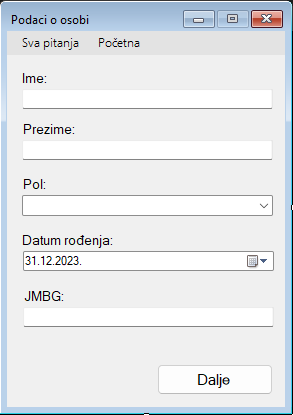 Podaci o osobi
Sva pitanja Početna
Ime:
Prezime:
Pol:
Datum rođenja:
31.12.2023.
JMBG:
Dalje